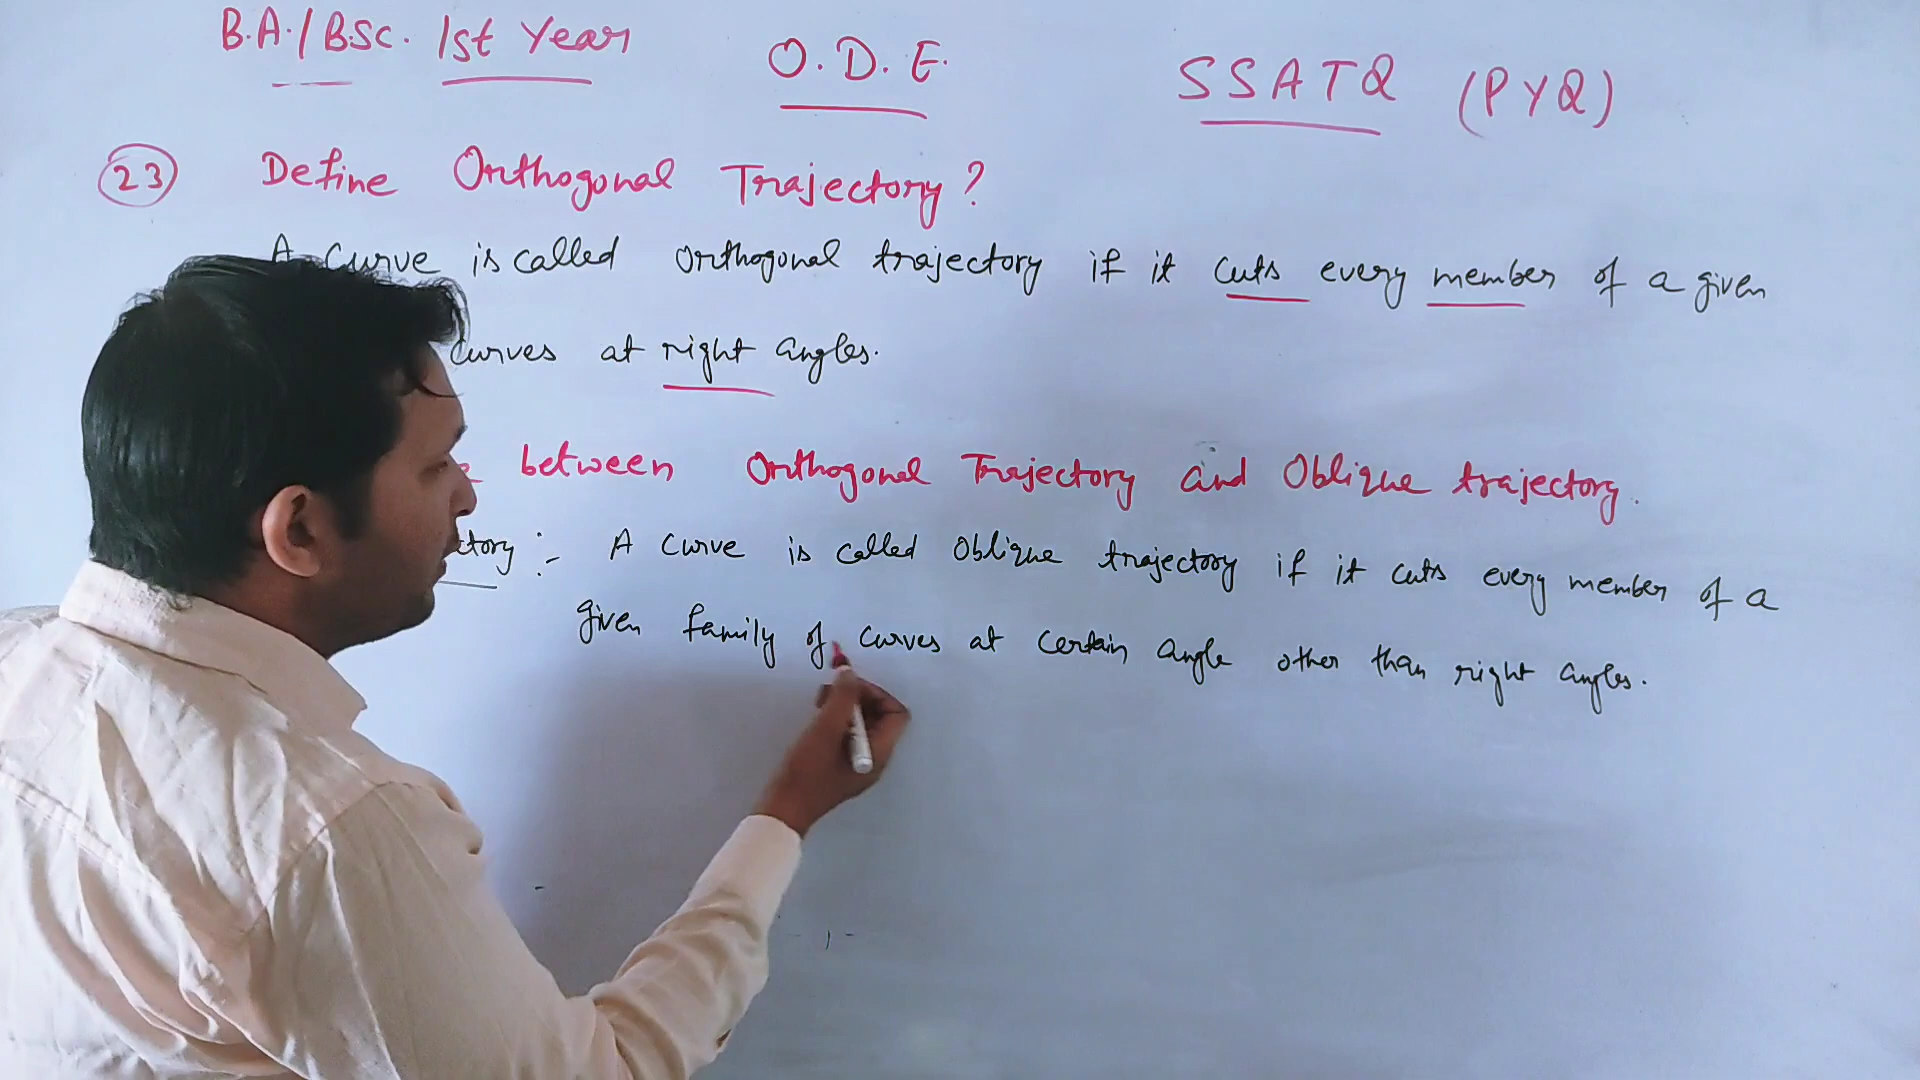 B.A./B.Sc. 1st Year O.D.E. SSATQ (PYQ)
23 Define Orthogonal Trajectory?
A Curve is called Orthogonal trajectory if it cuts every member of a given
Curves at right angles.
between Orthogonal Trajectory and Oblique trajectory.
ctory :- A Curve is called Oblique trajectory if it cuts every member of a
given family of curves at certain angle other than right angles.